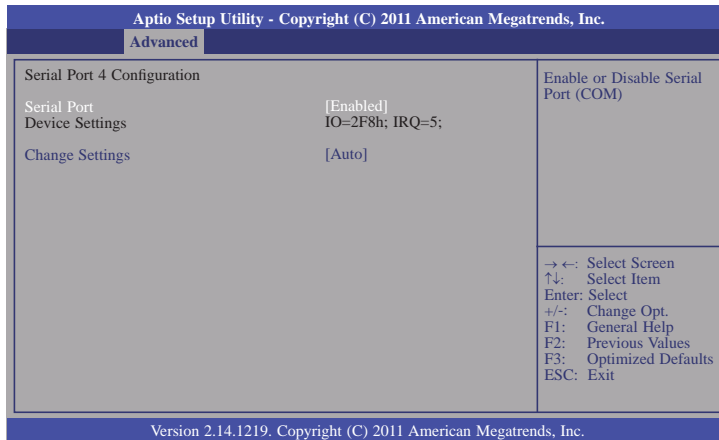 Aptio Setup Utility - Copyright (C) 2011 American Megatrends, Inc.
Advanced
Serial Port 4 Configuration
Serial Port [Enabled]
Device Settings IO=2F8h; IRQ=5;
Change Settings [Auto]
Enable or Disable Serial
Port (COM)
→ ←: Select Screen
↑↓: Select Item
Enter: Select
+/-: Change Opt.
F1: General Help
F2: Previous Values
F3: Optimized Defaults
ESC: Exit
Version 2.14.1219. Copyright (C) 2011 American Megatrends, Inc.